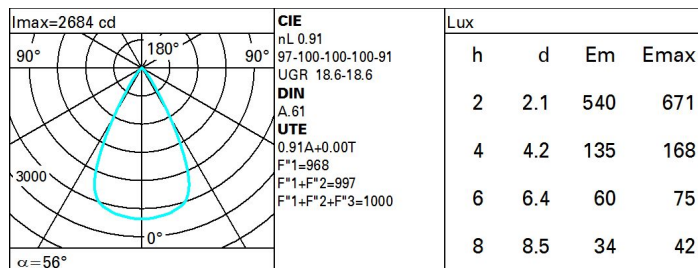 Imax=2684 cd
90°
180°
90°
3000
0°
α=56°
CIE
nL 0.91
97-100-100-100-91
UGR 18.6-18.6
DIN
A.61
UTE
0.91A+0.00T
F"1=968
F"1+F"2=997
F"1+F"2+F"3=1000
Lux
h d Em Emax
2 2.1 540 671
4 4.2 135 168
6 6.4 60 75
8 8.5 34 42